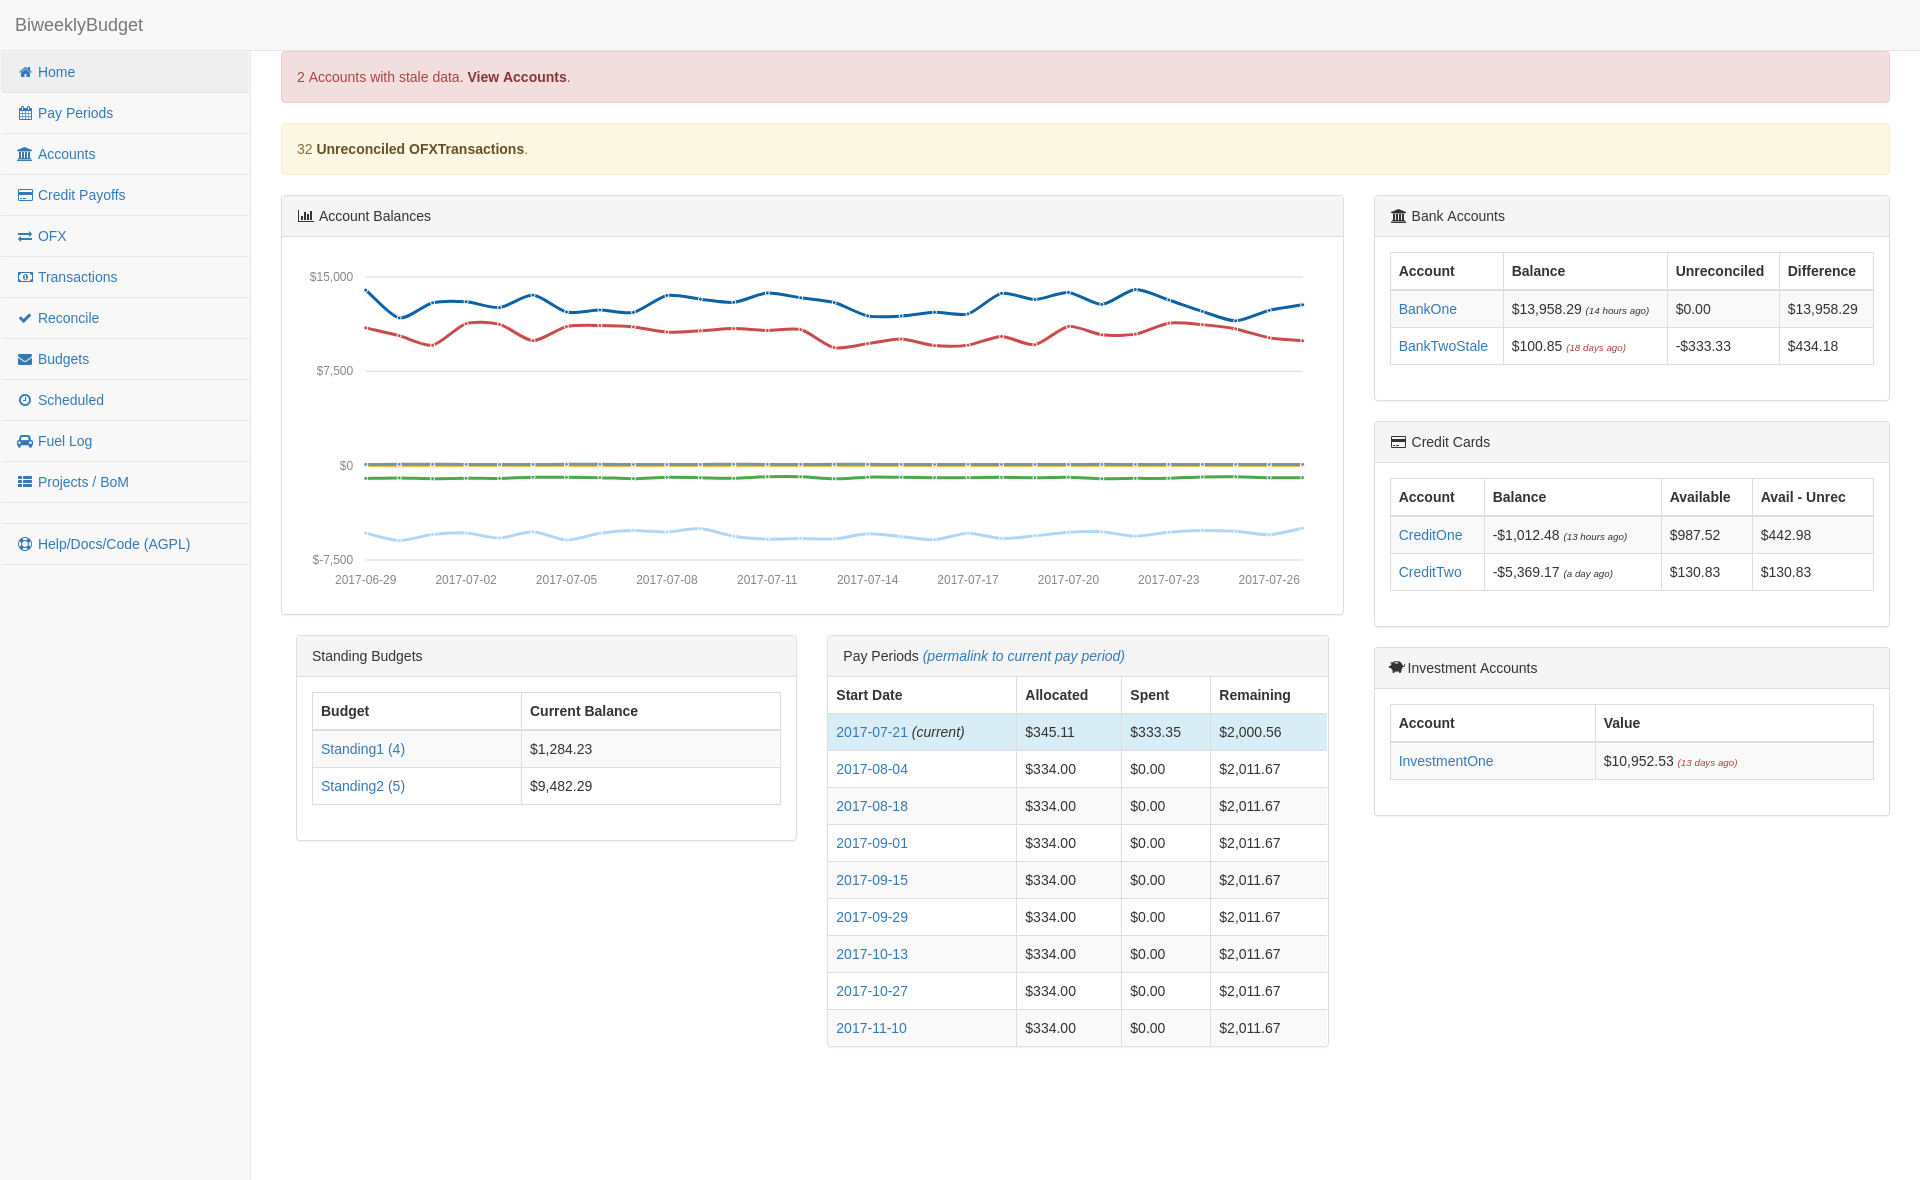 BiweeklyBudget
Home
Pay Periods
Accounts
Credit Payoffs
OFX
Transactions
Reconcile
Budgets
Scheduled
Fuel Log
Projects / BoM
Help/Docs/Code (AGPL)
2 Accounts with stale data. View Accounts.
32 Unreconciled OFXTransactions.
Account Balances
$15,000
$7,500
$0
$-7,500
2017-06-29 2017-07-02 2017-07-05 2017-07-08 2017-07-11 2017-07-14 2017-07-17 2017-07-20 2017-07-23 2017-07-26
Standing Budgets
Budget Current Balance
Standing1 (4) $1,284.23
Standing2 (5) $9,482.29
Pay Periods (permalink to current pay period)
Start Date Allocated Spent Remaining
2017-07-21 (current) $345.11 $333.35 $2,000.56
2017-08-04 $334.00 $0.00 $2,011.67
2017-08-18 $334.00 $0.00 $2,011.67
2017-09-01 $334.00 $0.00 $2,011.67
2017-09-15 $334.00 $0.00 $2,011.67
2017-09-29 $334.00 $0.00 $2,011.67
2017-10-13 $334.00 $0.00 $2,011.67
2017-10-27 $334.00 $0.00 $2,011.67
2017-11-10 $334.00 $0.00 $2,011.67
Bank Accounts
Account Balance Unreconciled Difference
BankOne $13,958.29 (14 hours ago) $0.00 $13,958.29
BankTwoStale $100.85 (18 days ago) -$333.33 $434.18
Credit Cards
Account Balance Available Avail - Unrec
CreditOne -$1,012.48 (13 hours ago) $987.52 $442.98
CreditTwo -$5,369.17 (a day ago) $130.83 $130.83
Investment Accounts
Account Value
InvestmentOne $10,952.53 (13 days ago)